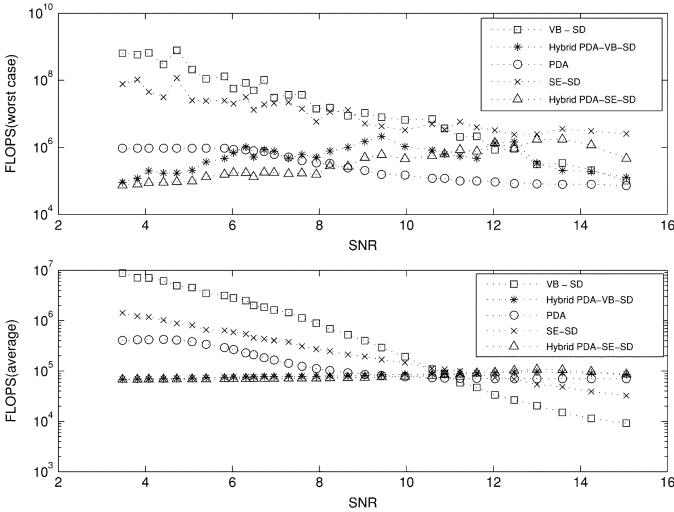 10^10
10^8
10^6
10^4
FLOPS(worst case)
VB – SD
Hybrid PDA–VB–SD
PDA
SE–SD
Hybrid PDA–SE–SD
2 4 6 8 10 12 14 16
SNR
10^7
10^6
10^5
10^4
10^3
FLOPS(average)
VB – SD
Hybrid PDA–VB–SD
PDA
SE–SD
Hybrid PDA–SE–SD
2 4 6 8 10 12 14 16
SNR